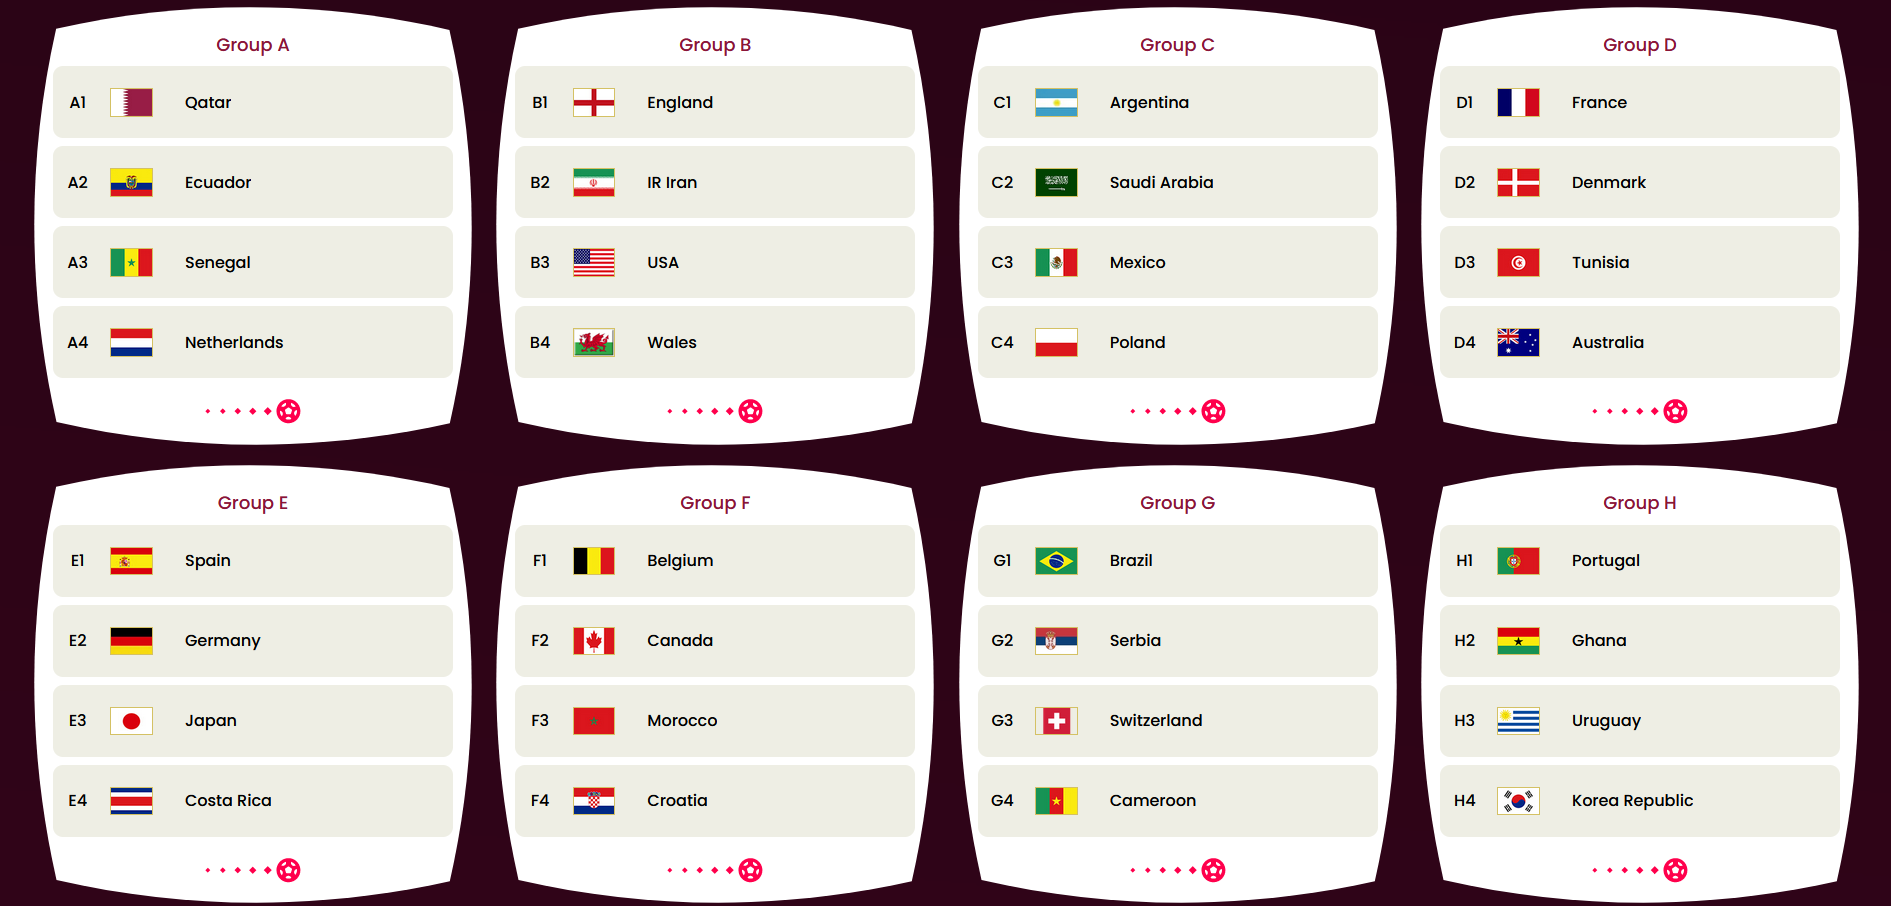 Group A
A1 Qatar
A2 Ecuador
A3 Senegal
A4 Netherlands
Group B
B1 England
B2 IR Iran
B3 USA
B4 Wales
Group C
C1 Argentina
C2 Saudi Arabia
C3 Mexico
C4 Poland
Group D
D1 France
D2 Denmark
D3 Tunisia
D4 Australia
Group E
E1 Spain
E2 Germany
E3 Japan
E4 Costa Rica
Group F
F1 Belgium
F2 Canada
F3 Morocco
F4 Croatia
Group G
G1 Brazil
G2 Serbia
G3 Switzerland
G4 Cameroon
Group H
H1 Portugal
H2 Ghana
H3 Uruguay
H4 Korea Republic